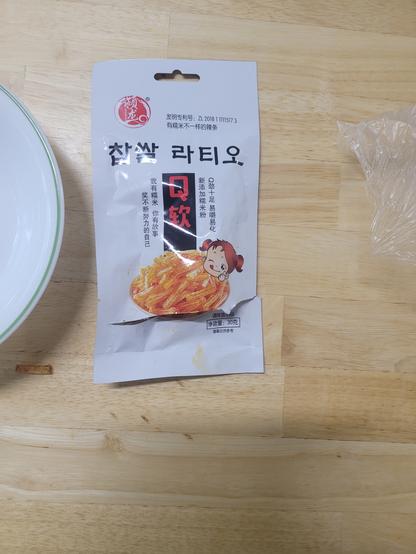 发明专利号：ZL 2018 1 1111517.3
有糯米不一样的辣条
찹쌀 라티오
Q软
Q劲十足 易嚼易化
新添加糯米粉
我有糯米 你有故事
笑不断努力的自己
净含量：30克